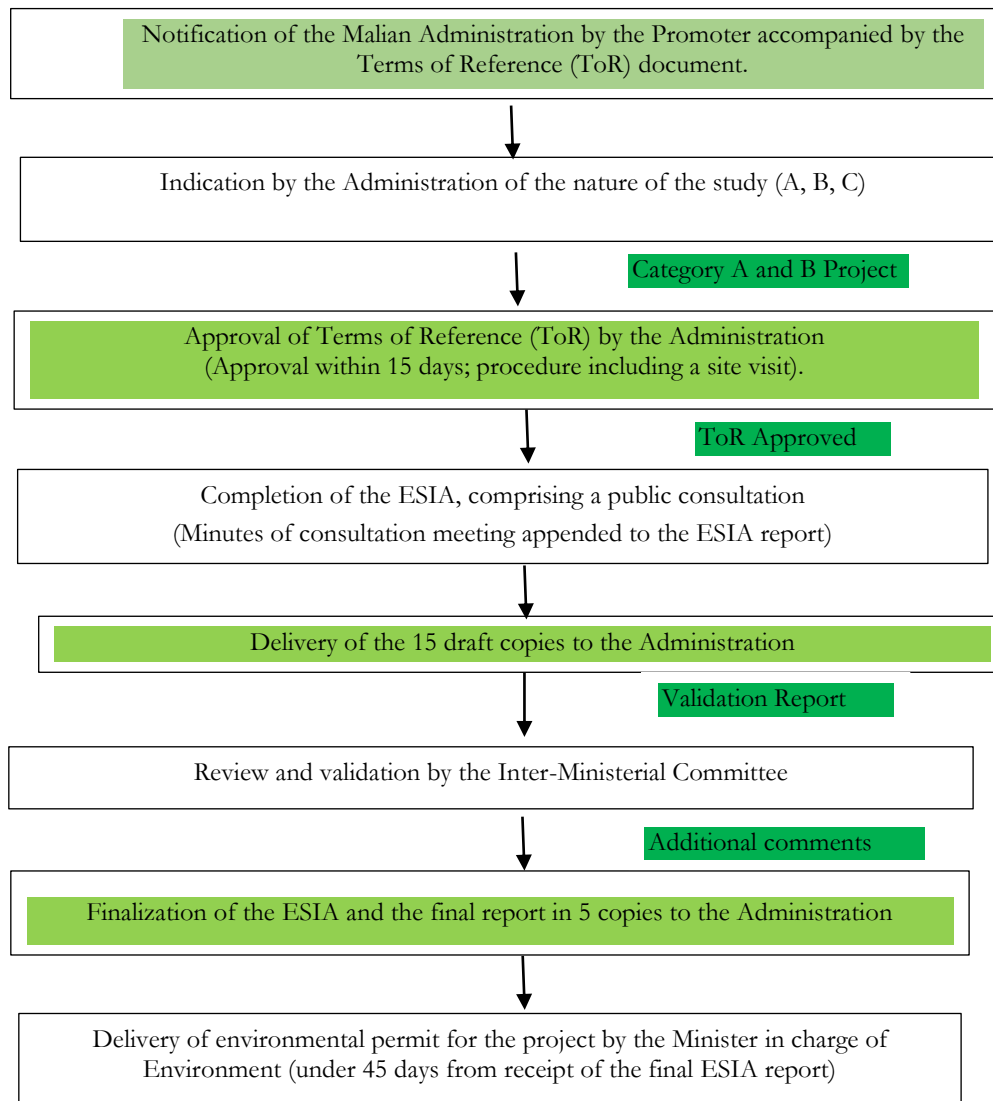 Notification of the Malian Administration by the Promoter accompanied by the
Terms of Reference (ToR) document.
Indication by the Administration of the nature of the study (A, B, C)
Category A and B Project
Approval of Terms of Reference (ToR) by the Administration
(Approval within 15 days; procedure including a site visit).
ToR Approved
Completion of the ESIA, comprising a public consultation
(Minutes of consultation meeting appended to the ESIA report)
Delivery of the 15 draft copies to the Administration
Validation Report
Review and validation by the Inter-Ministerial Committee
Additional comments
Finalization of the ESIA and the final report in 5 copies to the Administration
Delivery of environmental permit for the project by the Minister in charge of
Environment (under 45 days from receipt of the final ESIA report)